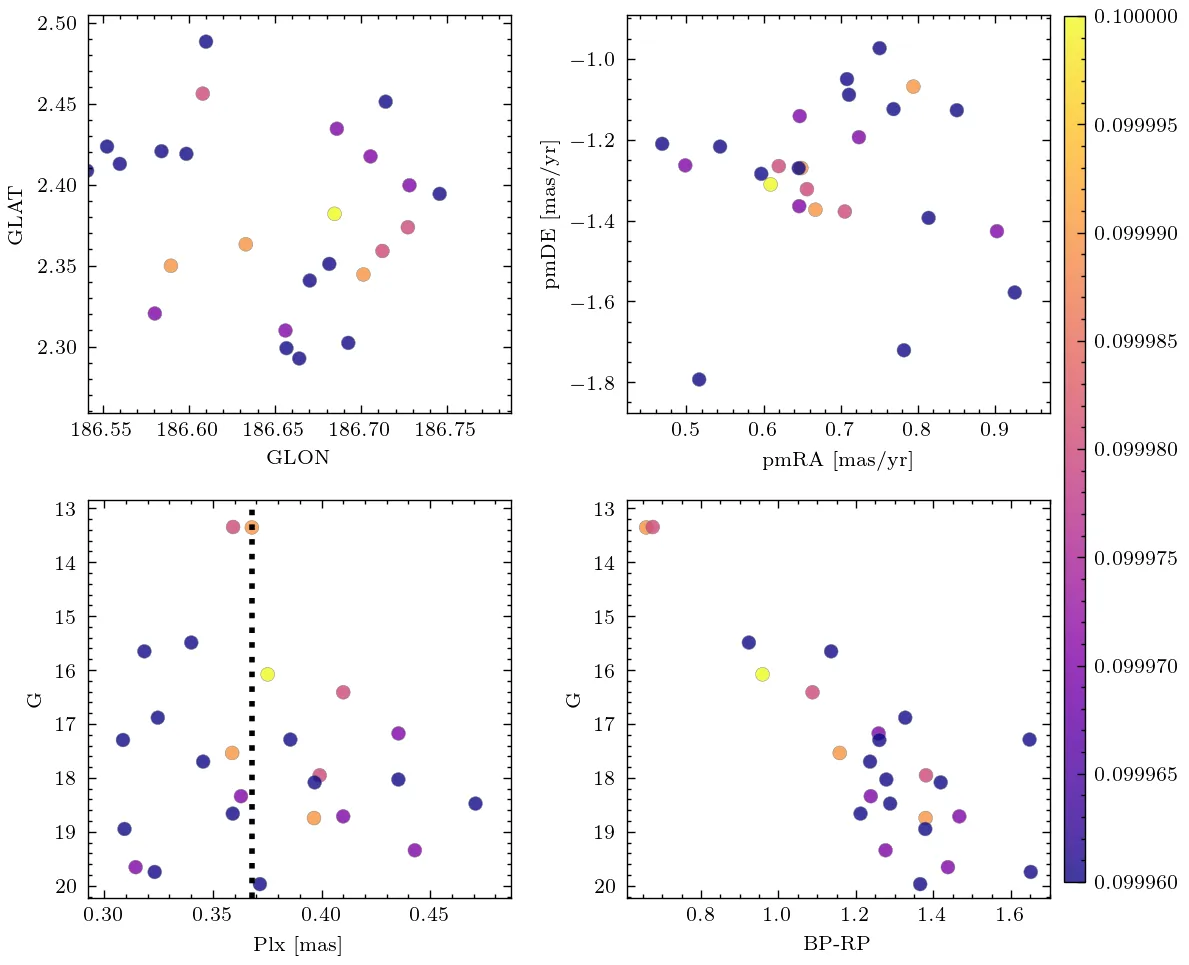 2.50
2.45
2.40
2.35
2.30
GLAT
186.55 186.60 186.65 186.70 186.75
GLON
−1.0
−1.2
−1.4
−1.6
−1.8
pmDE [mas/yr]
0.5 0.6 0.7 0.8 0.9
pmRA [mas/yr]
13
14
15
16
17
18
19
20
G
0.30 0.35 0.40 0.45
Plx [mas]
13
14
15
16
17
18
19
20
G
0.8 1.0 1.2 1.4 1.6
BP-RP
0.100000
0.099995
0.099990
0.099985
0.099980
0.099975
0.099970
0.099965
0.099960